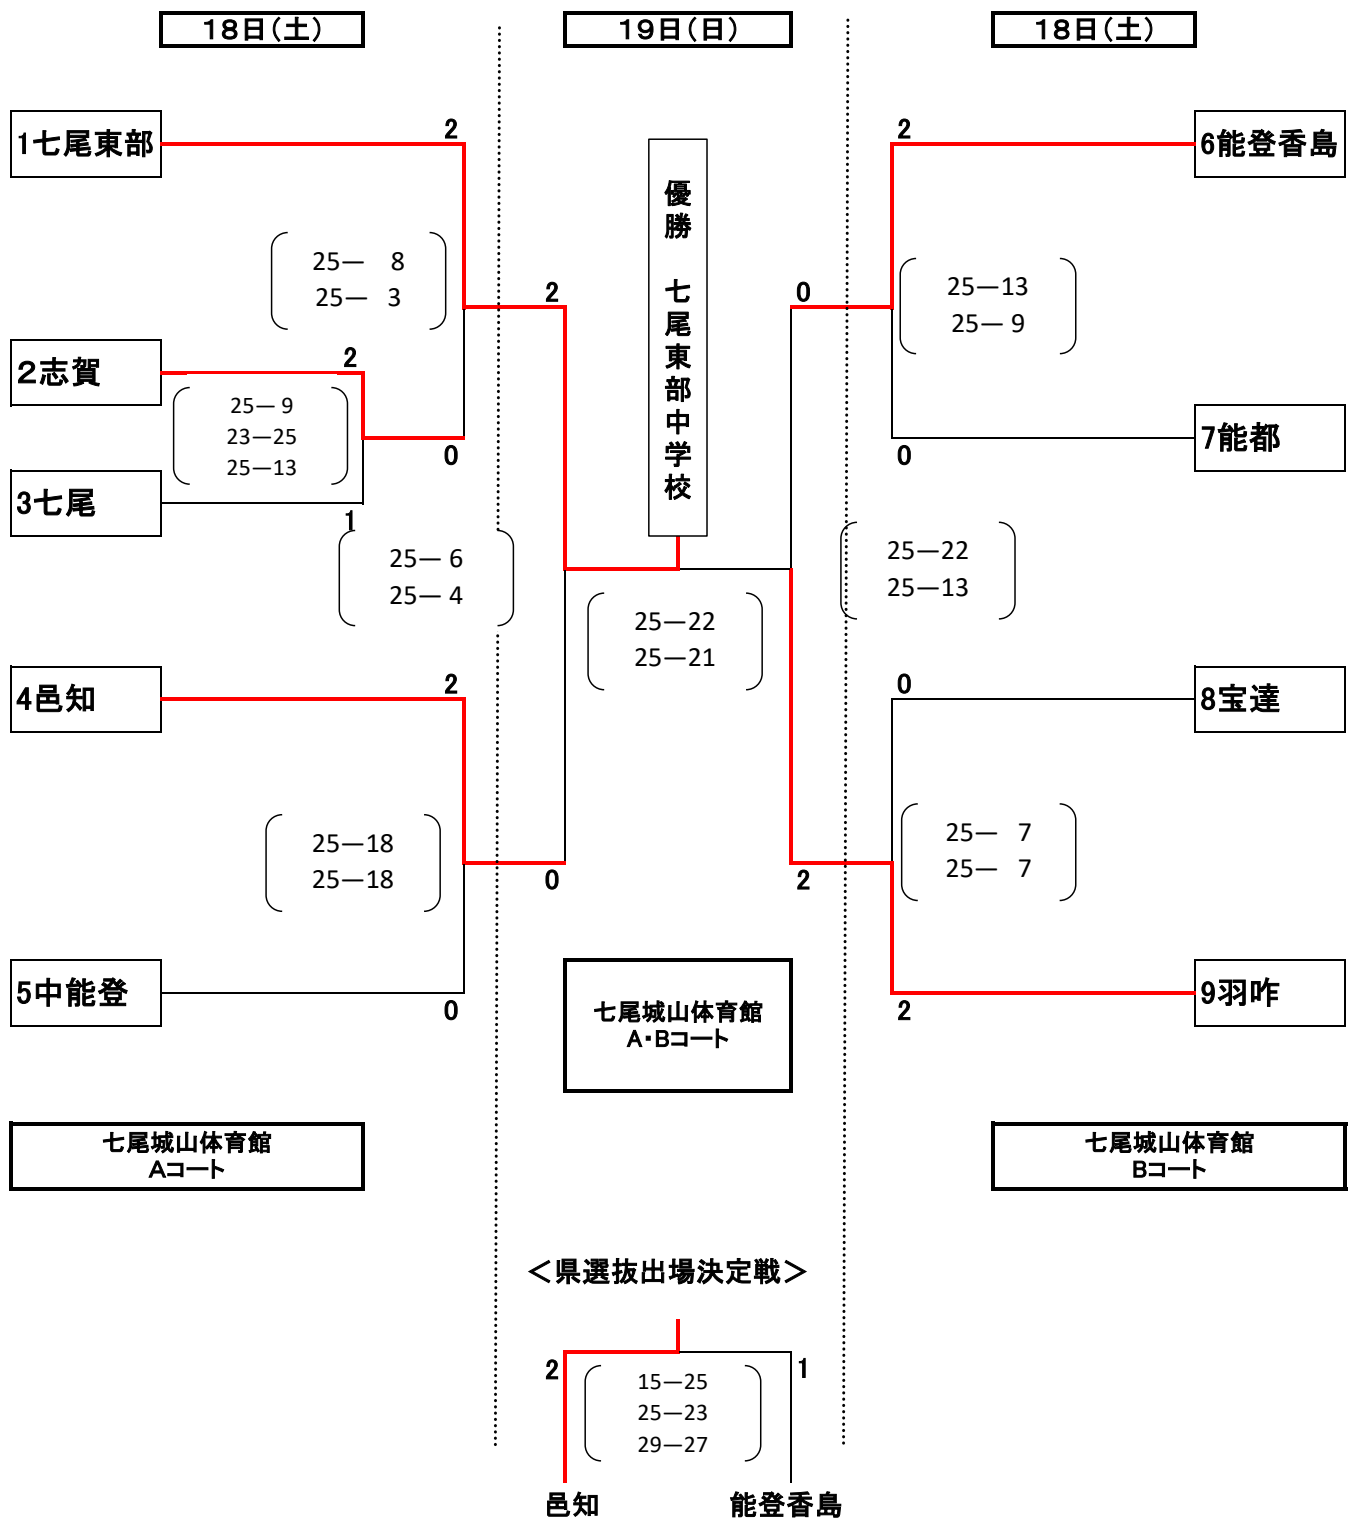 18日(土)
19日(日)
18日(土)
1七尾東部
2
2
6能登香島
優勝 七尾東部中学校
25― 8
25― 3
2
0
25―13
25― 9
2志賀
2
25― 9
23―25
25―13
0
0
7能都
3七尾
1
25― 6
25― 4
25―22
25―13
25―22
25―21
4邑知
2
0
8宝達
25―18
25―18
0
2
25― 7
25― 7
5中能登
0
七尾城山体育館
A・Bコート
2
9羽咋
七尾城山体育館
Aコート
七尾城山体育館
Bコート
<県選抜出場決定戦>
2
1
15―25
25―23
29―27
邑知
能登香島